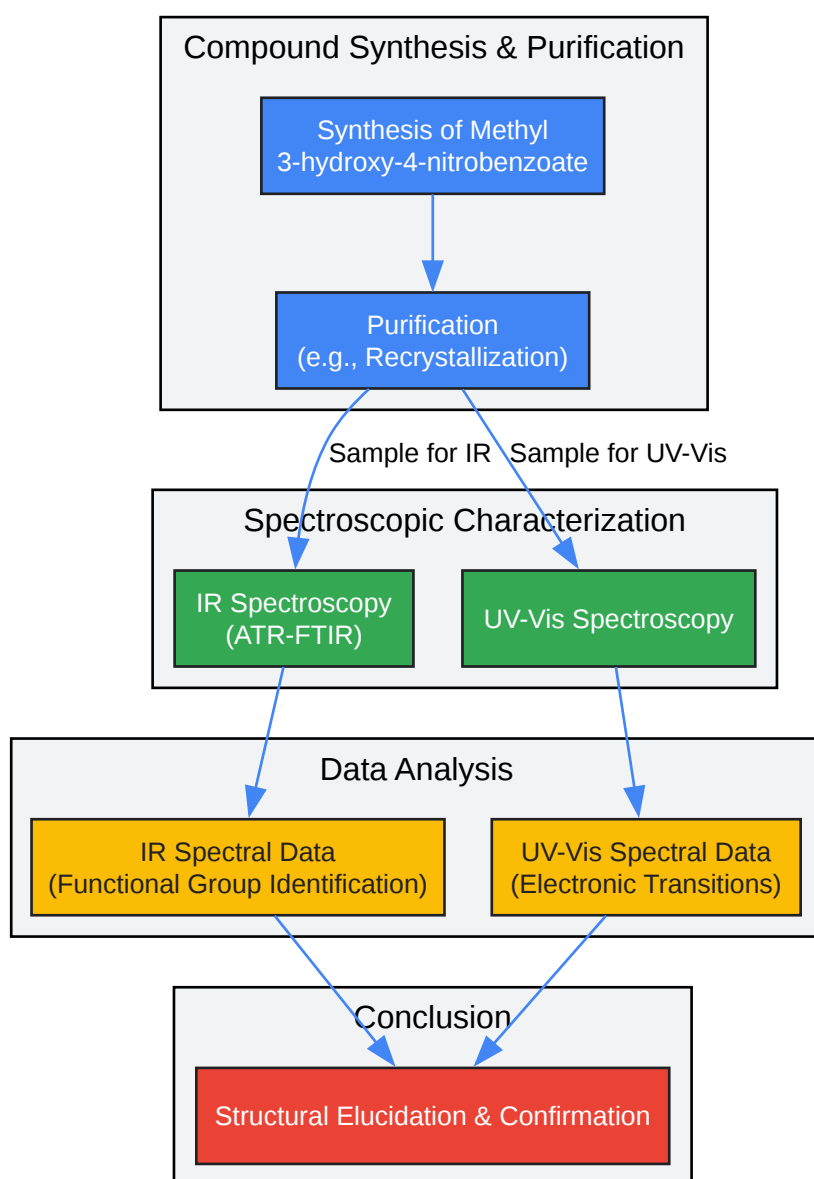 Compound Synthesis & Purification
Synthesis of Methyl
3-hydroxy-4-nitrobenzoate
Purification
(e.g., Recrystallization)
Sample for IR
Sample for UV-Vis
Spectroscopic Characterization
IR Spectroscopy
(ATR-FTIR)
UV-Vis Spectroscopy
Data Analysis
IR Spectral Data
(Functional Group Identification)
UV-Vis Spectral Data
(Electronic Transitions)
Conclusion
Structural Elucidation & Confirmation